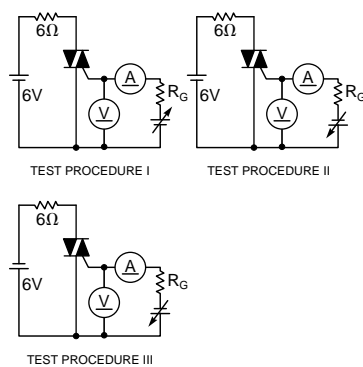 6Ω
6V
A
V
RG
TEST PROCEDURE I
6Ω
6V
A
V
RG
TEST PROCEDURE II
6Ω
6V
A
V
RG
TEST PROCEDURE III